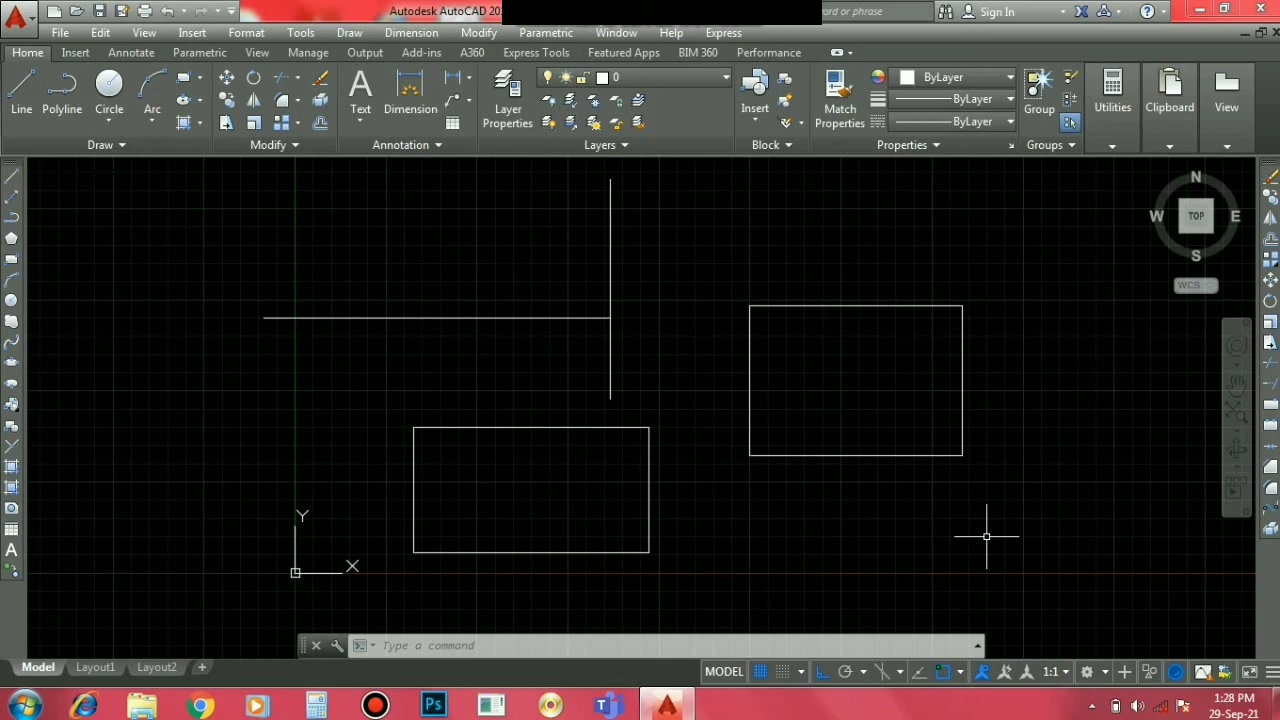 Autodesk AutoCAD 20
or phrase
Sign In
File Edit View Insert Format Tools Draw Dimension Modify Parametric Window Help Express
Home Insert Annotate Parametric View Manage Output Add-ins A360 Express Tools Featured Apps BIM 360 Performance
Line Polyline Circle Arc
Text Dimension
Layer Properties
0
Insert
Match Properties
ByLayer
ByLayer
ByLayer
Group
Utilities
Clipboard
View
Draw Modify Annotation Layers Block Properties Groups
N
W TOP E
S
WCS
Y
X
A
Type a command
Model Layout1 Layout2 +
MODEL 1:1
Ps
1:28 PM
29-Sep-21